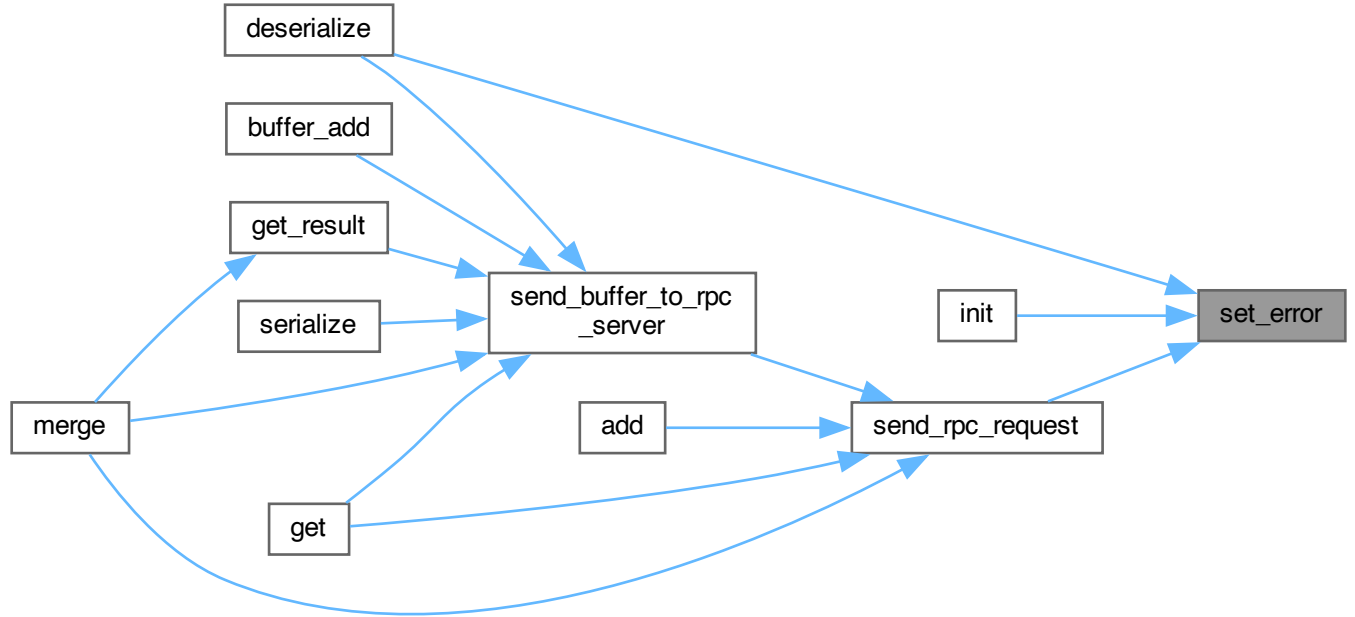 deserialize
buffer_add
get_result
send_buffer_to_rpc
_server
serialize
init
set_error
merge
add
send_rpc_request
get